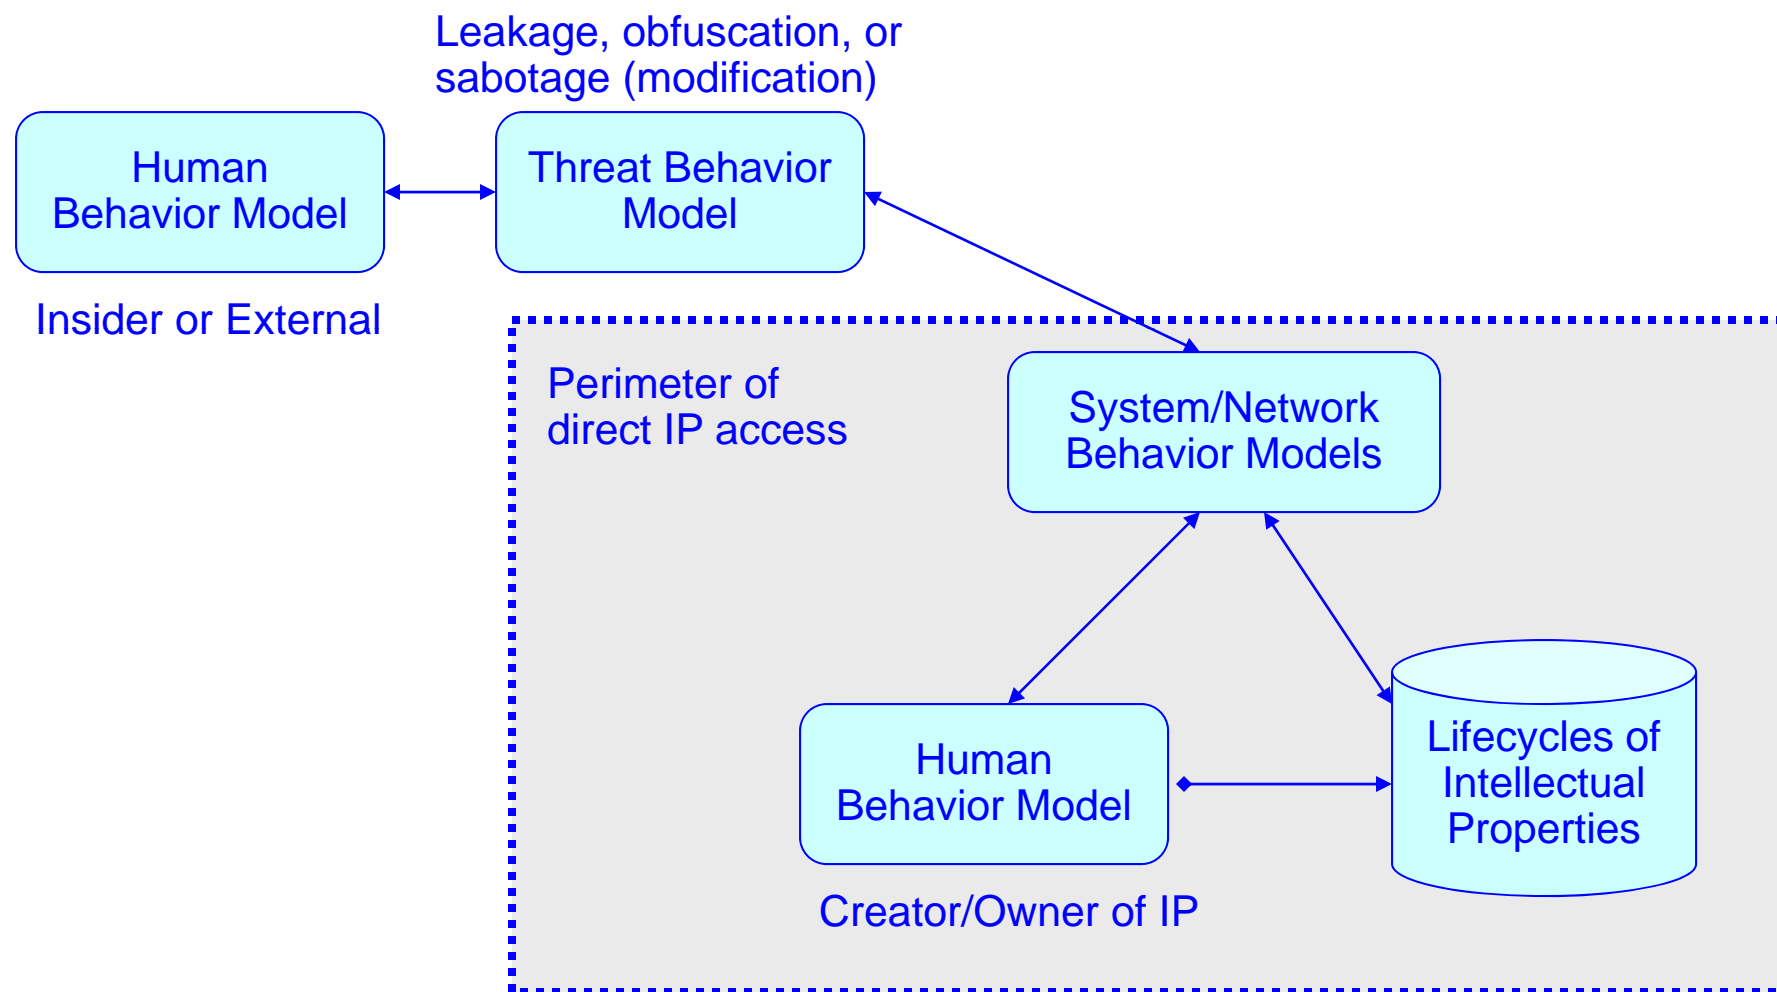 Leakage, obfuscation, or
sabotage (modification)
Human
Behavior Model
Threat Behavior
Model
Insider or External
Perimeter of
direct IP access
System/Network
Behavior Models
Human
Behavior Model
Lifecycles of
Intellectual
Properties
Creator/Owner of IP